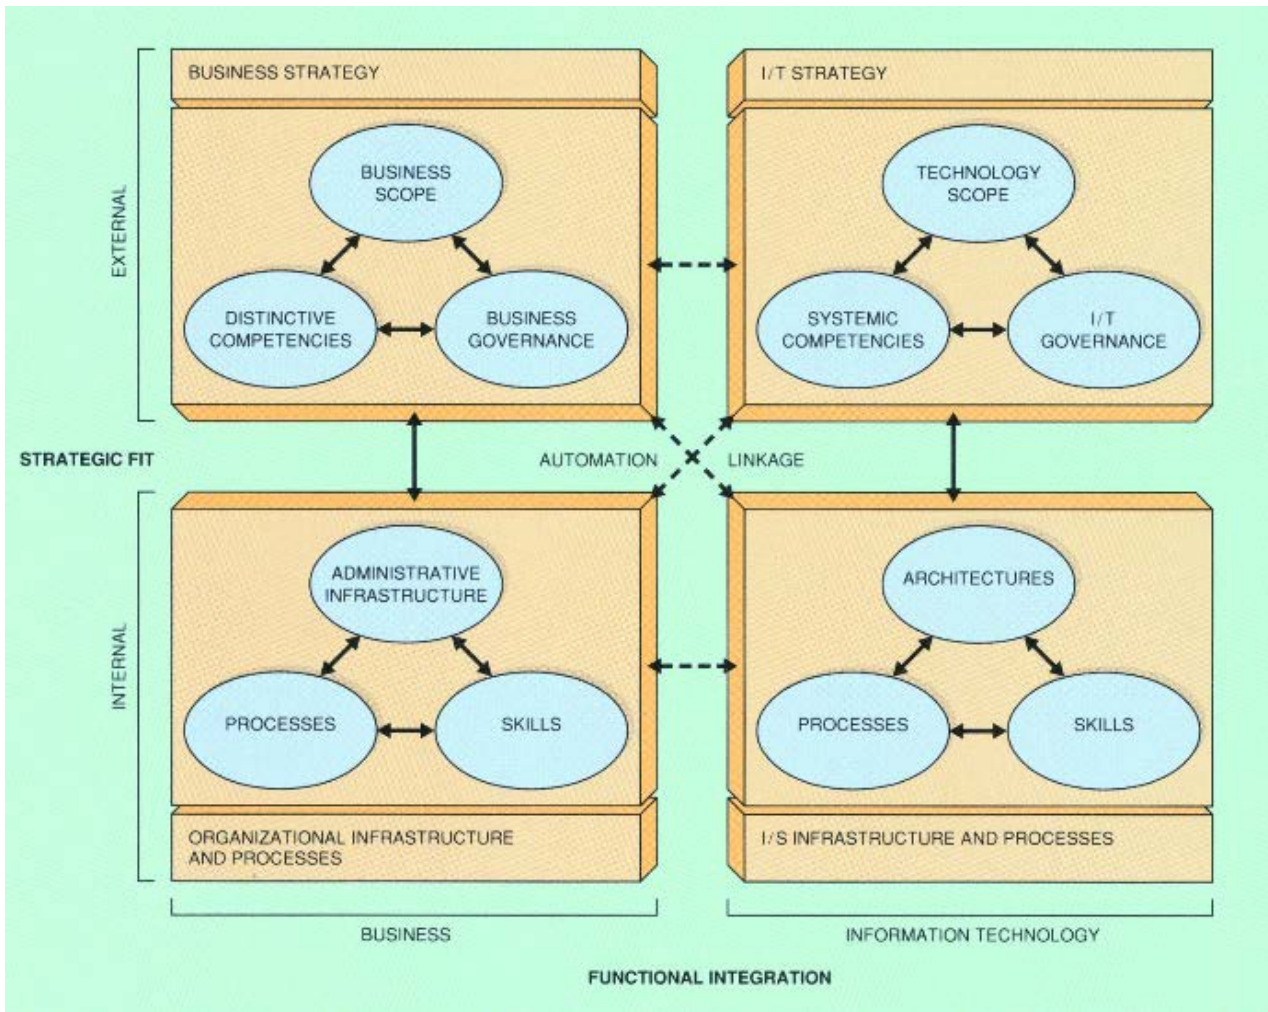 BUSINESS STRATEGY
I/T STRATEGY
BUSINESS
SCOPE
TECHNOLOGY
SCOPE
EXTERNAL
DISTINCTIVE
COMPETENCIES
BUSINESS
GOVERNANCE
SYSTEMIC
COMPETENCIES
I/T
GOVERNANCE
STRATEGIC FIT
AUTOMATION
LINKAGE
ADMINISTRATIVE
INFRASTRUCTURE
ARCHITECTURES
INTERNAL
PROCESSES
SKILLS
PROCESSES
SKILLS
ORGANIZATIONAL INFRASTRUCTURE
AND PROCESSES
I/S INFRASTRUCTURE AND PROCESSES
BUSINESS
INFORMATION TECHNOLOGY
FUNCTIONAL INTEGRATION